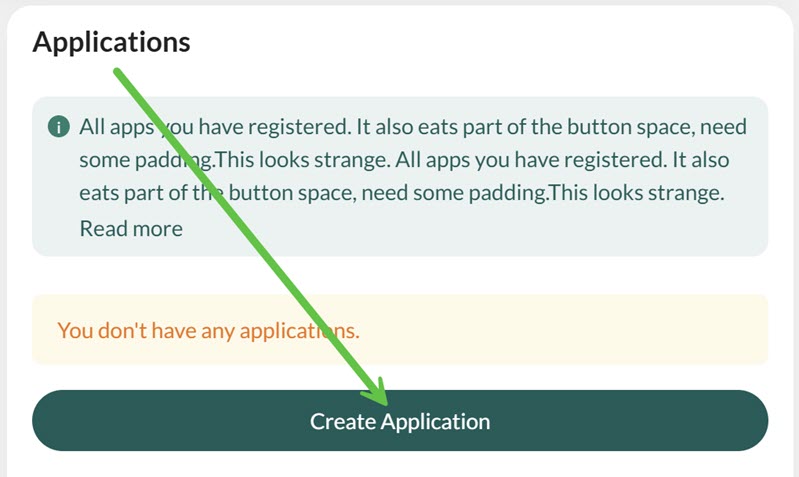 Applications
All apps you have registered. It also eats part of the button space, need
some padding.This looks strange. All apps you have registered. It also
eats part of the button space, need some padding.This looks strange.
Read more
You don't have any applications.
Create Application